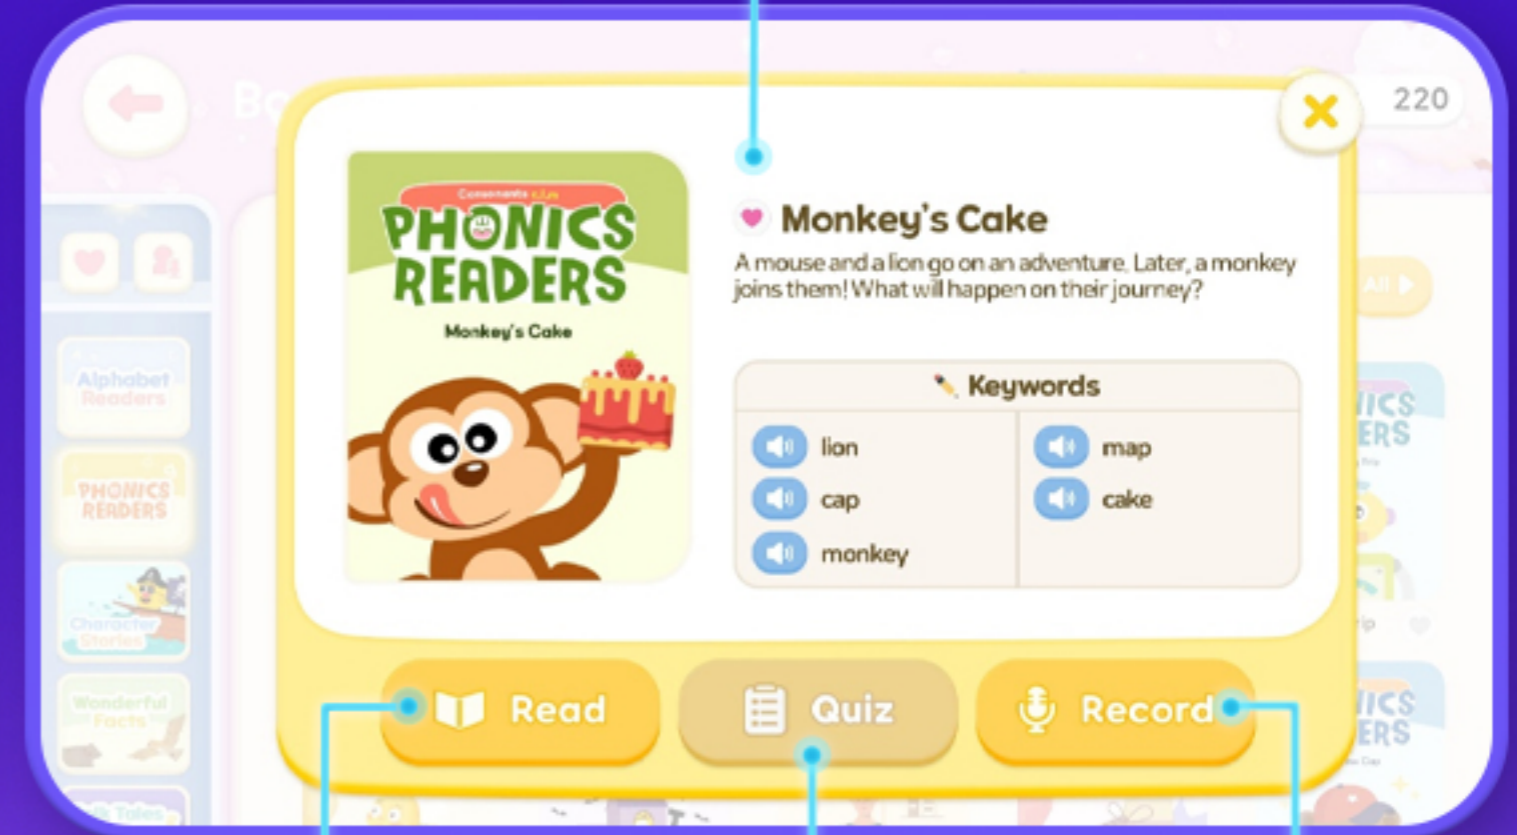 220
Consonants
PHONICS
READERS
Monkey's Cake
Monkey's Cake
A mouse and a lion go on an adventure. Later, a monkey
joins them! What will happen on their journey?
Keywords
lion
map
cap
cake
monkey
All
Alphabet
Readers
PHONICS
READERS
Character
Stories
Wonderful
Facts
Tales
Read
Quiz
Record